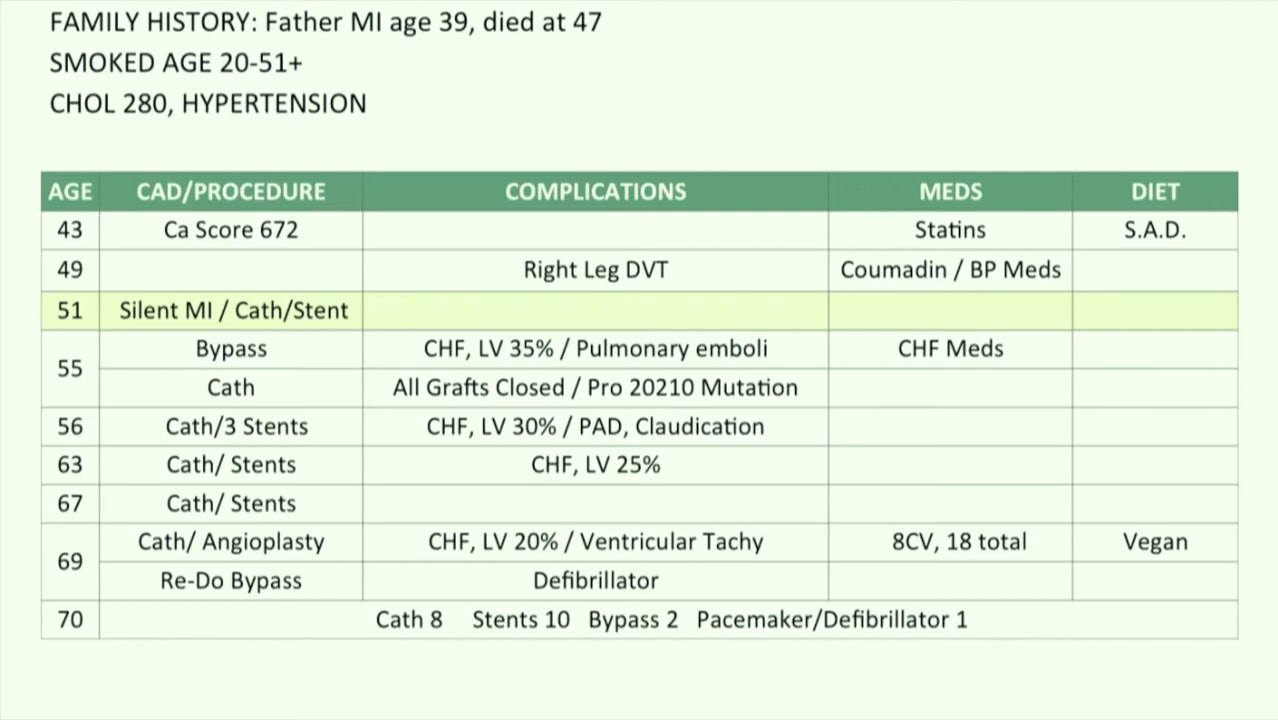 FAMILY HISTORY: Father MI age 39, died at 47
SMOKED AGE 20-51+
CHOL 280, HYPERTENSION
AGE CAD/PROCEDURE COMPLICATIONS MEDS DIET
43 Ca Score 672 Statins S.A.D.
49 Right Leg DVT Coumadin / BP Meds
51 Silent MI / Cath/Stent
55 Bypass CHF, LV 35% / Pulmonary emboli CHF Meds
Cath All Grafts Closed / Pro 20210 Mutation
56 Cath/3 Stents CHF, LV 30% / PAD, Claudication
63 Cath/ Stents CHF, LV 25%
67 Cath/ Stents
69 Cath/ Angioplasty CHF, LV 20% / Ventricular Tachy 8CV, 18 total Vegan
Re-Do Bypass Defibrillator
70 Cath 8 Stents 10 Bypass 2 Pacemaker/Defibrillator 1